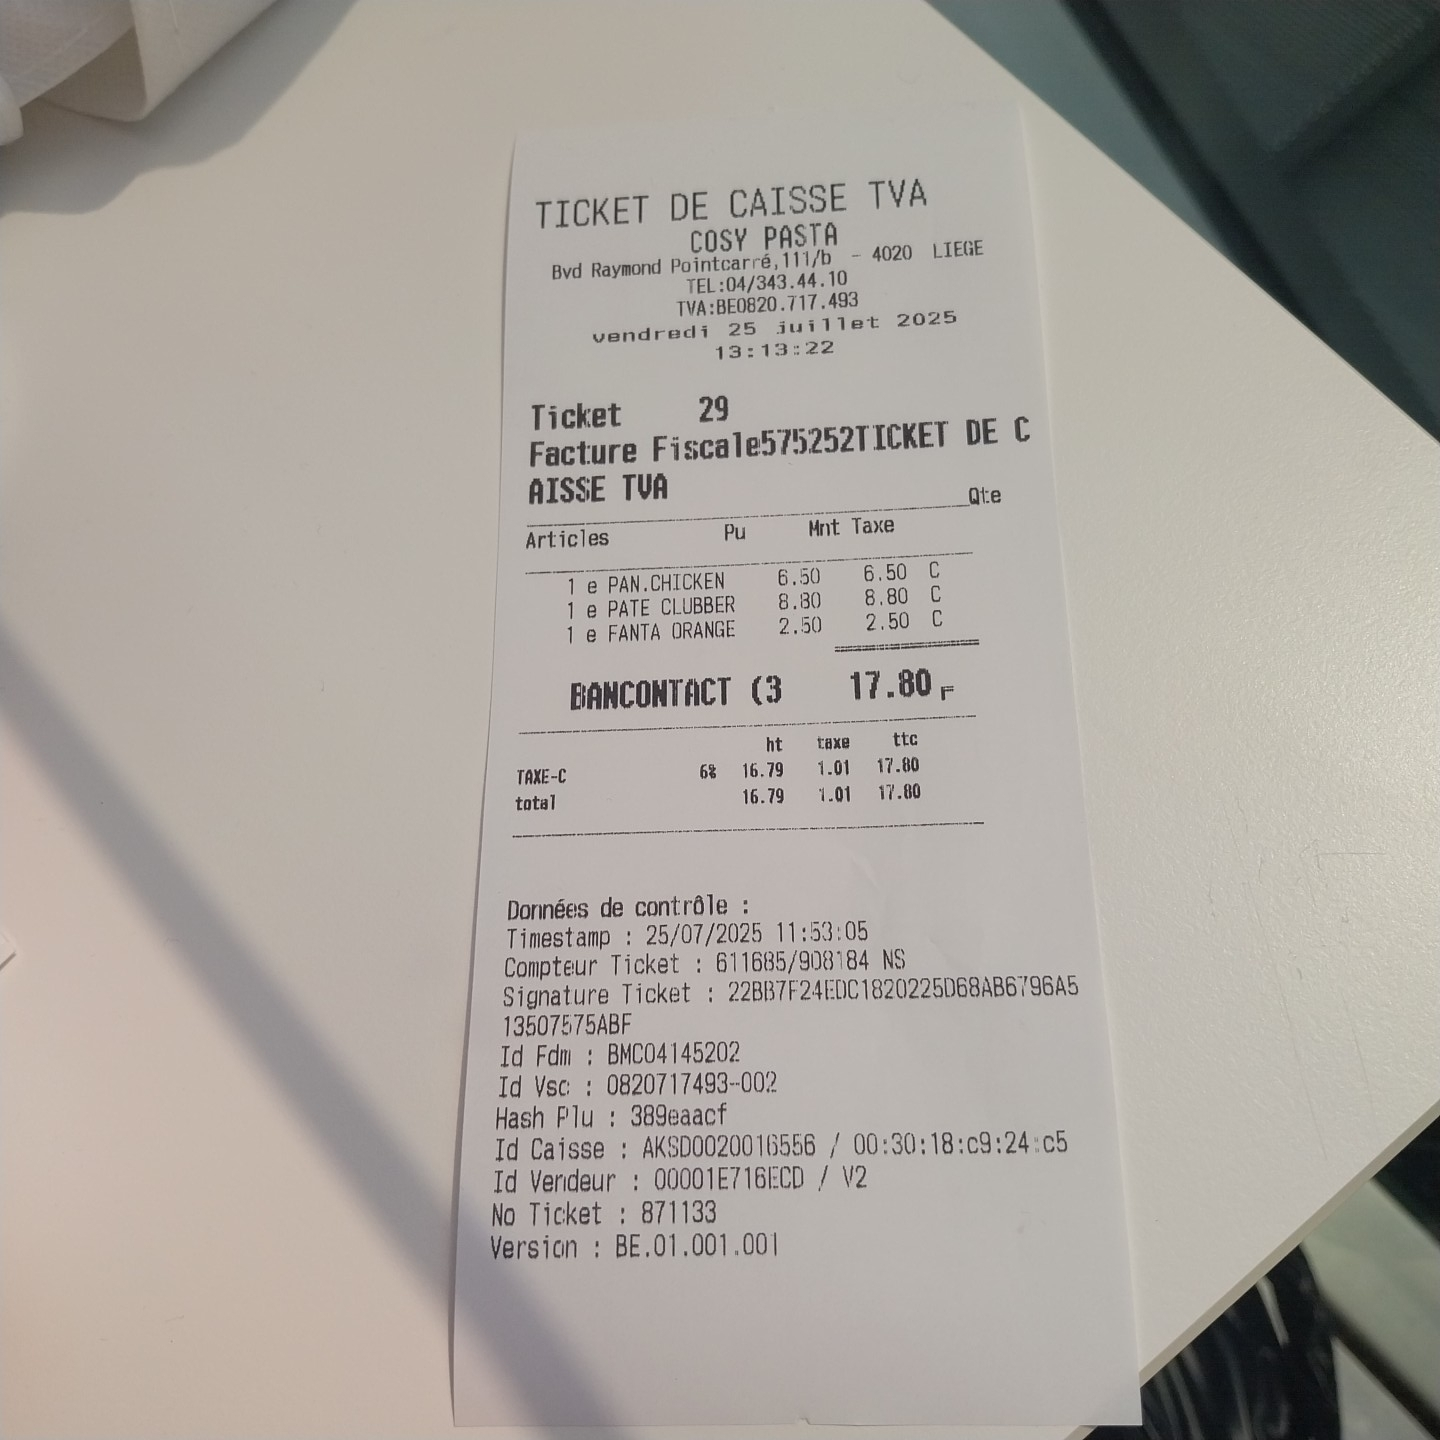 TICKET DE CAISSE TVA
COSY PASTA
Bvd Raymond Pointcarré,111/b - 4020 LIEGE
TEL:04/343.44.10
TVA:BE0820.717.493
vendredi 25 juillet 2025
13:13:22
Ticket 29
Facture Fiscale575252TICKET DE C
AISSE TVA
Qte
Articles Pu Mnt Taxe
1 e PAN.CHICKEN 6.50 6.50 C
1 e PATE CLUBBER 8.80 8.80 C
1 e FANTA ORANGE 2.50 2.50 C
BANCONTACT (3 17.80 F
ht taxe ttc
TAXE-C 6% 16.79 1.01 17.80
total 16.79 1.01 17.80
Données de contrôle :
Timestamp : 25/07/2025 11:53:05
Compteur Ticket : 611685/908184 NS
Signature Ticket : 22BB7F24EDC1820225D68AB6796A5
13507575ABF
Id Fdm : BMC04145202
Id Vsc : 0820717493-002
Hash Plu : 389eaacf
Id Caisse : AKSD0020016556 / 00:30:18:c9:24:c5
Id Vendeur : 00001E716ECD / V2
No Ticket : 871133
Version : BE.01.001.001